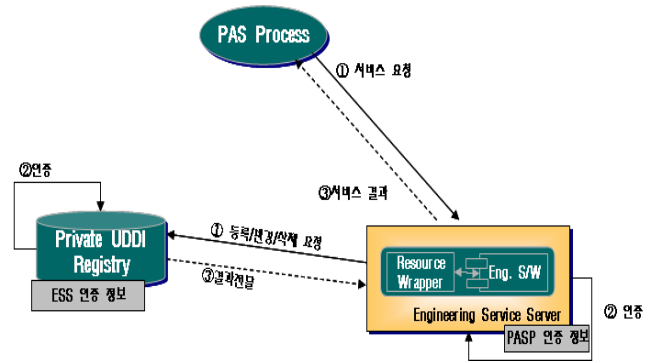 PAS Process
① 서비스 요청
②인증
③서비스 결과
① 등록/변경/삭제 요청
Private UDDI
Registry
③결과전달
ESS 인증 정보
Resource
Wrapper
Eng. S/W
Engineering Service Server
② 인증
PASP 인증 정보